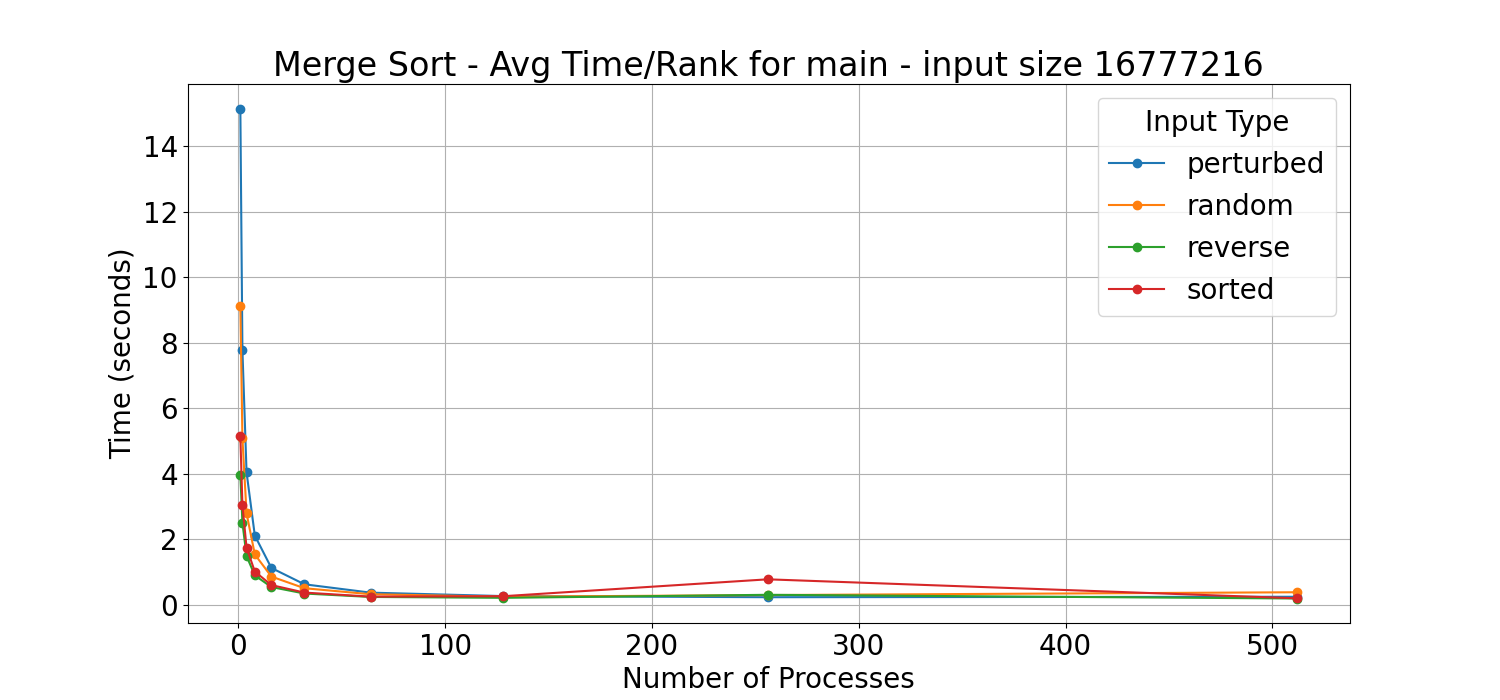 Merge Sort - Avg Time/Rank for main - input size 16777216
Input Type
perturbed
random
reverse
sorted
Time (seconds)
14
12
10
8
6
4
2
0
0 100 200 300 400 500
Number of Processes